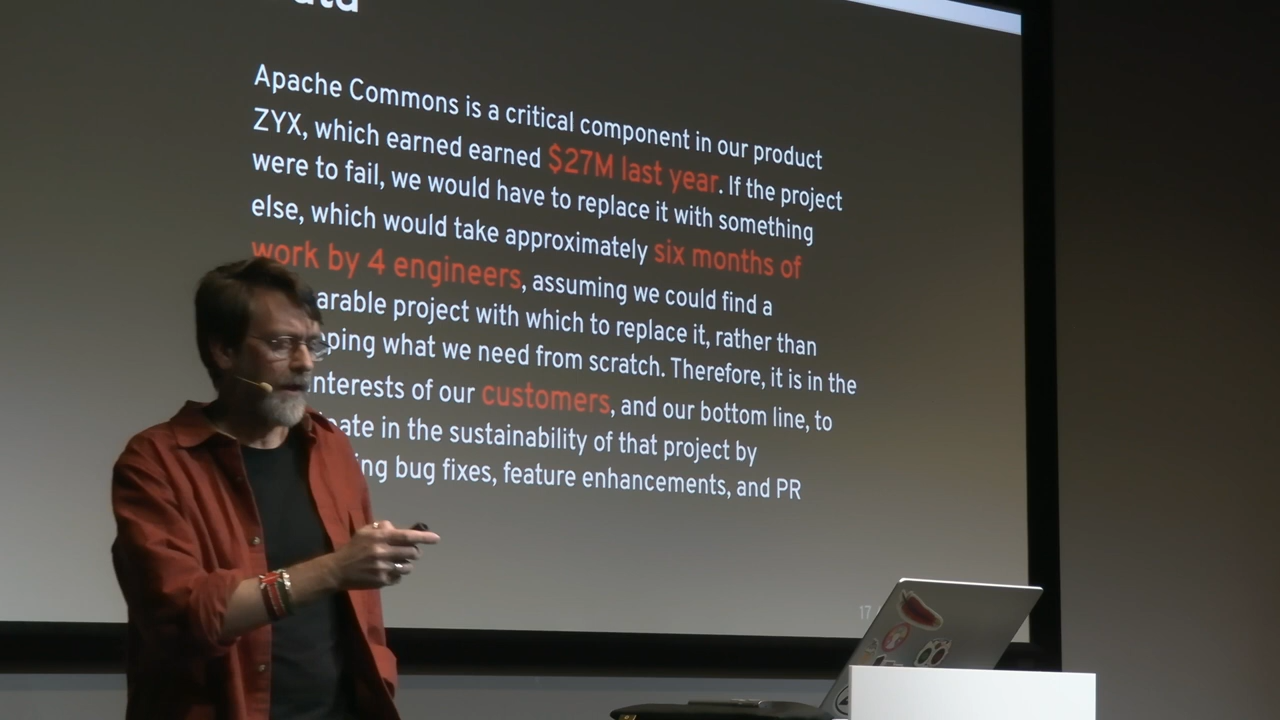 Apache Commons is a critical component in our product
ZYX, which earned earned $27M last year. If the project
were to fail, we would have to replace it with something
else, which would take approximately six months of
work by 4 engineers, assuming we could find a
arable project with which to replace it, rather than
ping what we need from scratch. Therefore, it is in the
nterests of our customers, and our bottom line, to
pate in the sustainability of that project by
ng bug fixes, feature enhancements, and PR
17